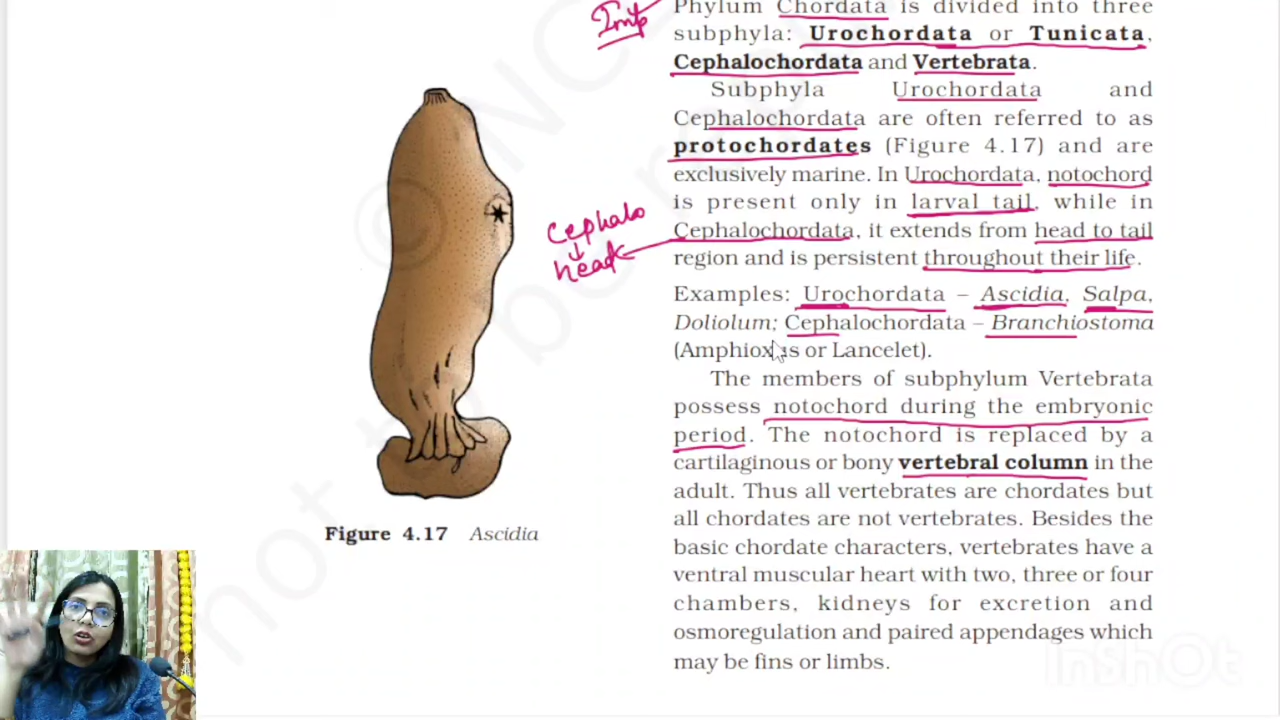 Imp
Phylum Chordata is divided into three
subphyla: Urochordata or Tunicata,
Cephalochordata and Vertebrata.
Subphyla Urochordata and
Cephalochordata are often referred to as
protochordates (Figure 4.17) and are
exclusively marine. In Urochordata, notochord
is present only in larval tail, while in
Cephalochordata, it extends from head to tail
region and is persistent throughout their life.
Cephalo
head
Examples: Urochordata – Ascidia, Salpa,
Doliolum; Cephalochordata – Branchiostoma
(Amphioxus or Lancelet).
The members of subphylum Vertebrata
possess notochord during the embryonic
period. The notochord is replaced by a
cartilaginous or bony vertebral column in the
adult. Thus all vertebrates are chordates but
all chordates are not vertebrates. Besides the
basic chordate characters, vertebrates have a
ventral muscular heart with two, three or four
chambers, kidneys for excretion and
osmoregulation and paired appendages which
may be fins or limbs.
Figure 4.17 Ascidia
InShOt